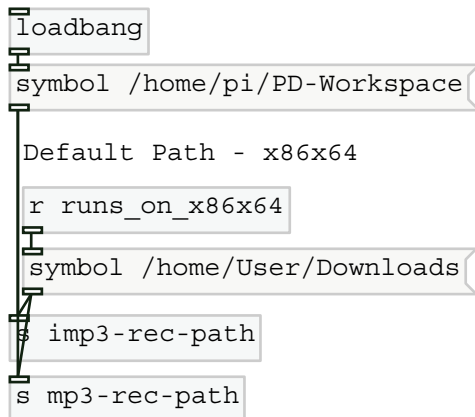 loadbang
symbol /home/pi/PD-Workspace
Default Path - x86x64
r runs_on_x86x64
symbol /home/User/Downloads
s imp3-rec-path
s mp3-rec-path